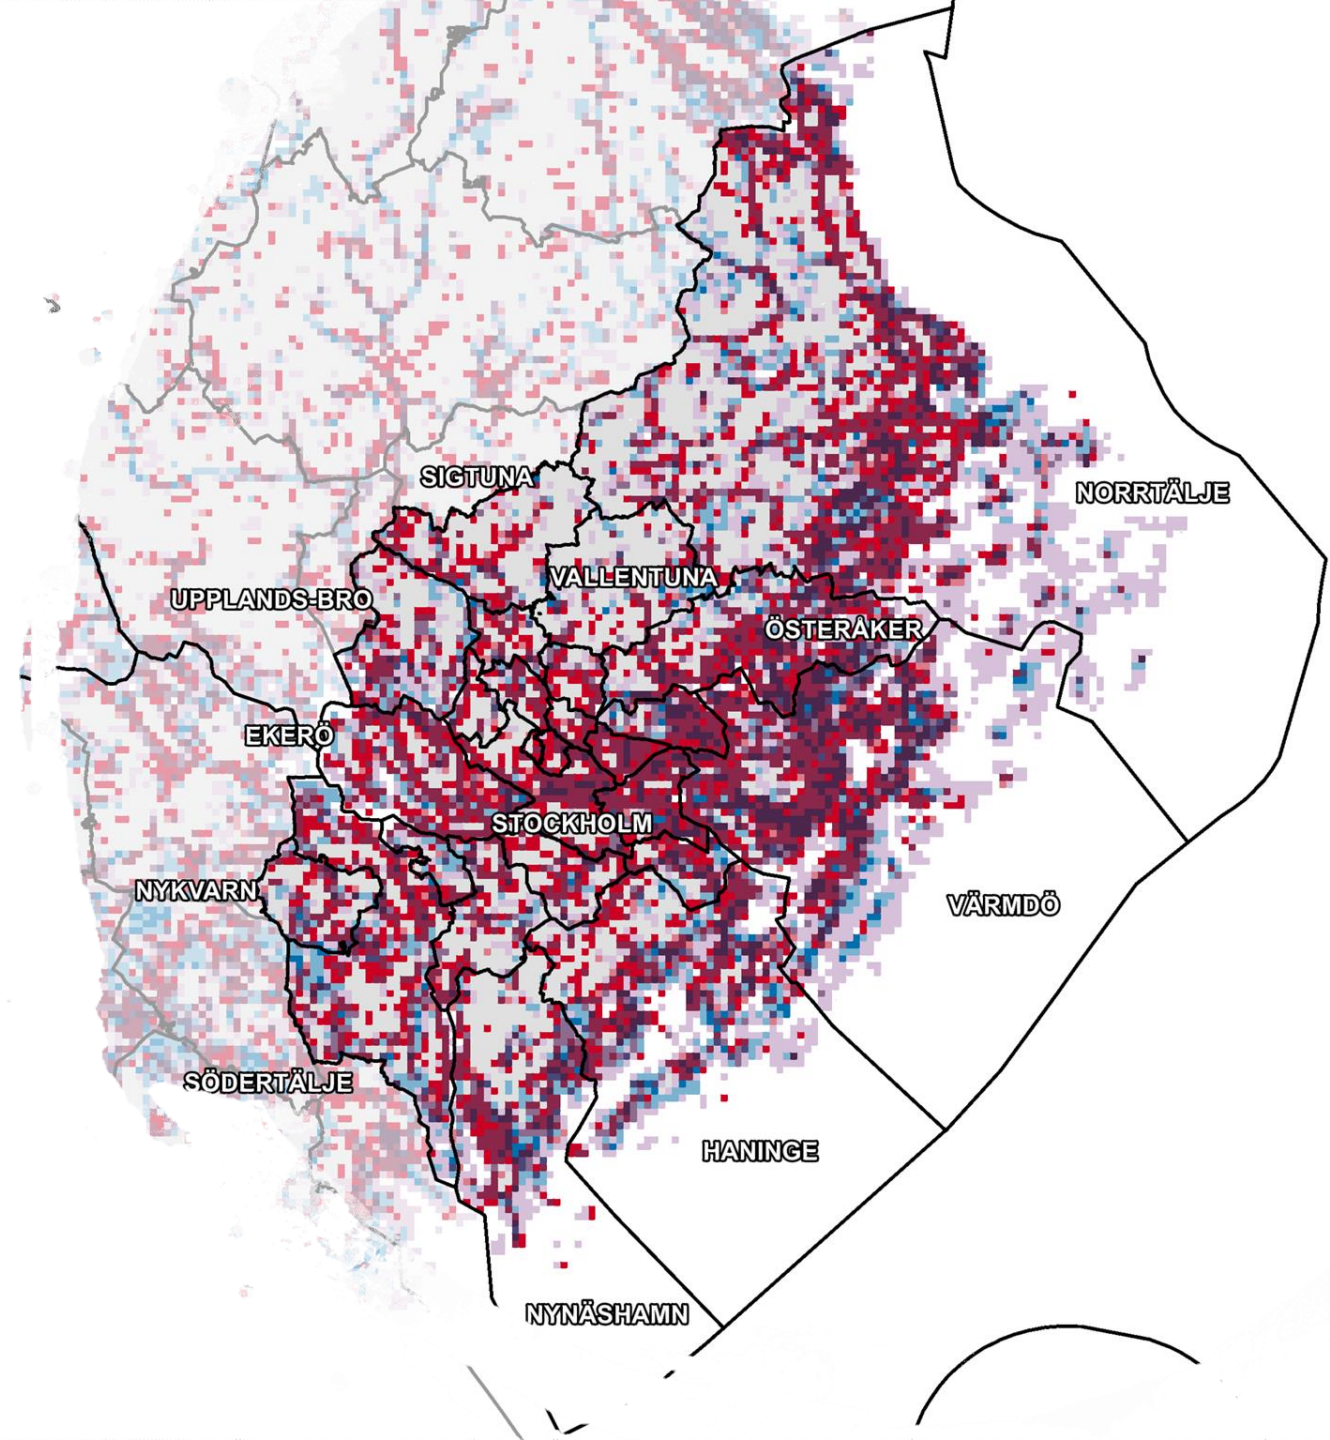 SIGTUNA
NORRTÄLJE
VALLENTUNA
UPPLANDS-BRO
ÖSTERÅKER
EKERÖ
STOCKHOLM
NYKVARN
VÄRMDÖ
SÖDERTÄLJE
HANINGE
NYNÄSHAMN